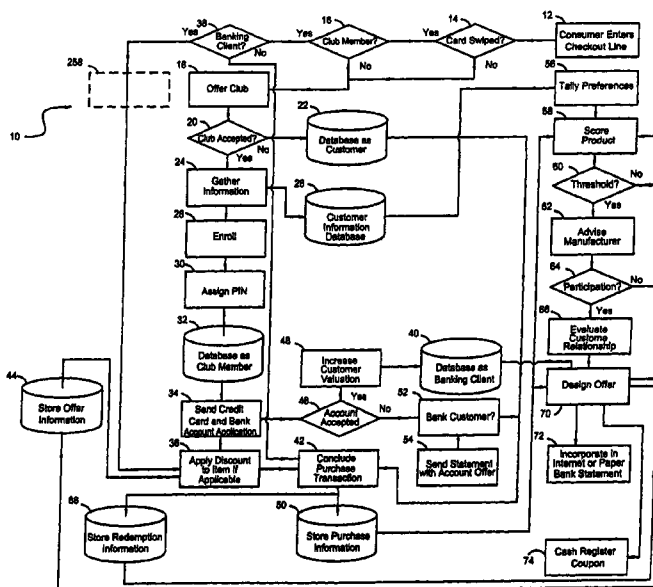 38
16
14
12
Yes
Banking
Client?
Yes
Club
Member?
Yes
Card Swiped?
Consumer Enters
Checkout Line
No
No
No
258
18
Offer Club
56
Tally Preferences
10
20
Club Accepted?
No
Yes
22
Database as
Customer
58
Score
Product
24
Gather
Information
26
Customer
Information
Database
60
Threshold?
No
Yes
28
Enroll
62
Advise
Manufacturer
30
Assign PIN
64
Participation?
No
Yes
32
Database as
Club Member
48
Increase
Customer
Valuation
40
Database as
Banking Client
66
Evaluate
Custome
Relationship
44
Store Offer
Information
34
Send Credit
Card and Bank
Account Application
Yes
46
Account
Accepted
No
52
Bank Customer?
Design Offer
70
36
Apply Discount
to Item if
Applicable
42
Conclude
Purchase
Transaction
54
Send Statement
with Account Offer
72
Incorporate in
Internet or Paper
Bank Statement
68
Store Redemption
Information
50
Store Purchase
Information
74
Cash Register
Coupon